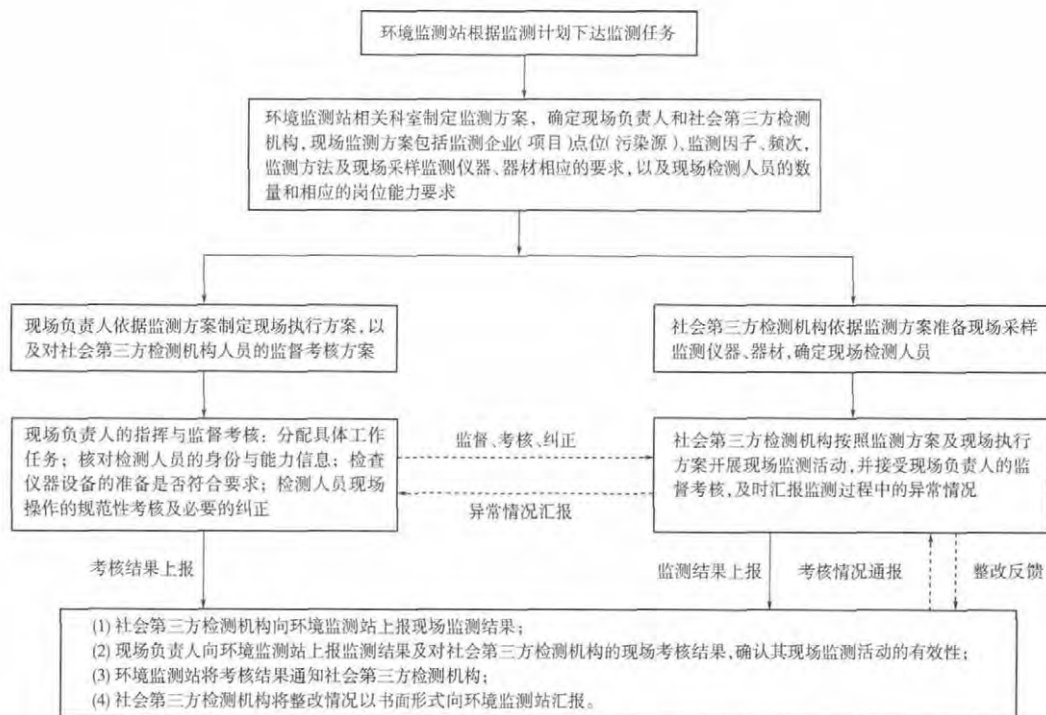 环境监测站根据监测计划下达监测任务
环境监测站相关科室制定监测方案，确定现场负责人和社会第三方检测
机构，现场监测方案包括监测企业(项目)点位(污染源)、监测因子、频次，
监测方法及现场采样监测仪器、器材相应的要求，以及现场检测人员的数
量和相应的岗位能力要求
现场负责人依据监测方案制定现场执行方案，以
及对社会第三方检测机构人员的监督考核方案
社会第三方检测机构依据监测方案准备现场采样
监测仪器、器材，确定现场检测人员
现场负责人的指挥与监督考核：分配具体工作
任务；核对检测人员的身份与能力信息；检查
仪器设备的准备是否符合要求；检测人员现场
操作的规范性考核及必要的纠正
监督、考核、纠正
异常情况汇报
社会第三方检测机构按照监测方案及现场执行
方案开展现场监测活动，并接受现场负责人的监
督考核，及时汇报监测过程中的异常情况
考核结果上报
监测结果上报
考核情况通报
整改反馈
(1) 社会第三方检测机构向环境监测站上报现场监测结果；
(2) 现场负责人向环境监测站上报监测结果及对社会第三方检测机构的现场考核结果，确认其现场监测活动的有效性；
(3) 环境监测站将考核结果通知社会第三方检测机构；
(4) 社会第三方检测机构将整改情况以书面形式向环境监测站汇报。